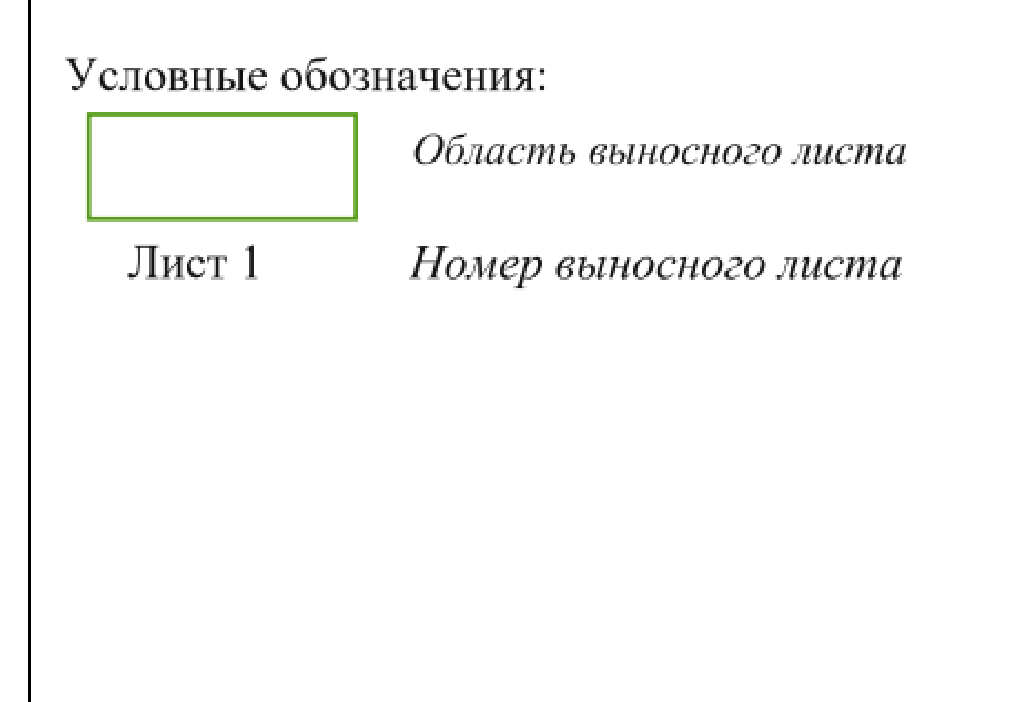 Условные обозначения:
Область выносного листа
Лист 1 Номер выносного листа